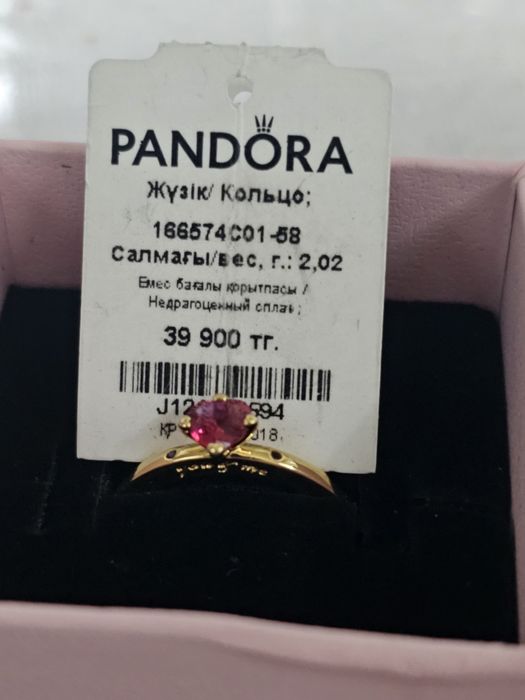 PANDORA
Жүзік/ Кольцо;
166574C01-58
Салмағы/вес, г.: 2,02
Емес бағалы қорытпасы /
Недрагоценный сплав;
39 900 тг.